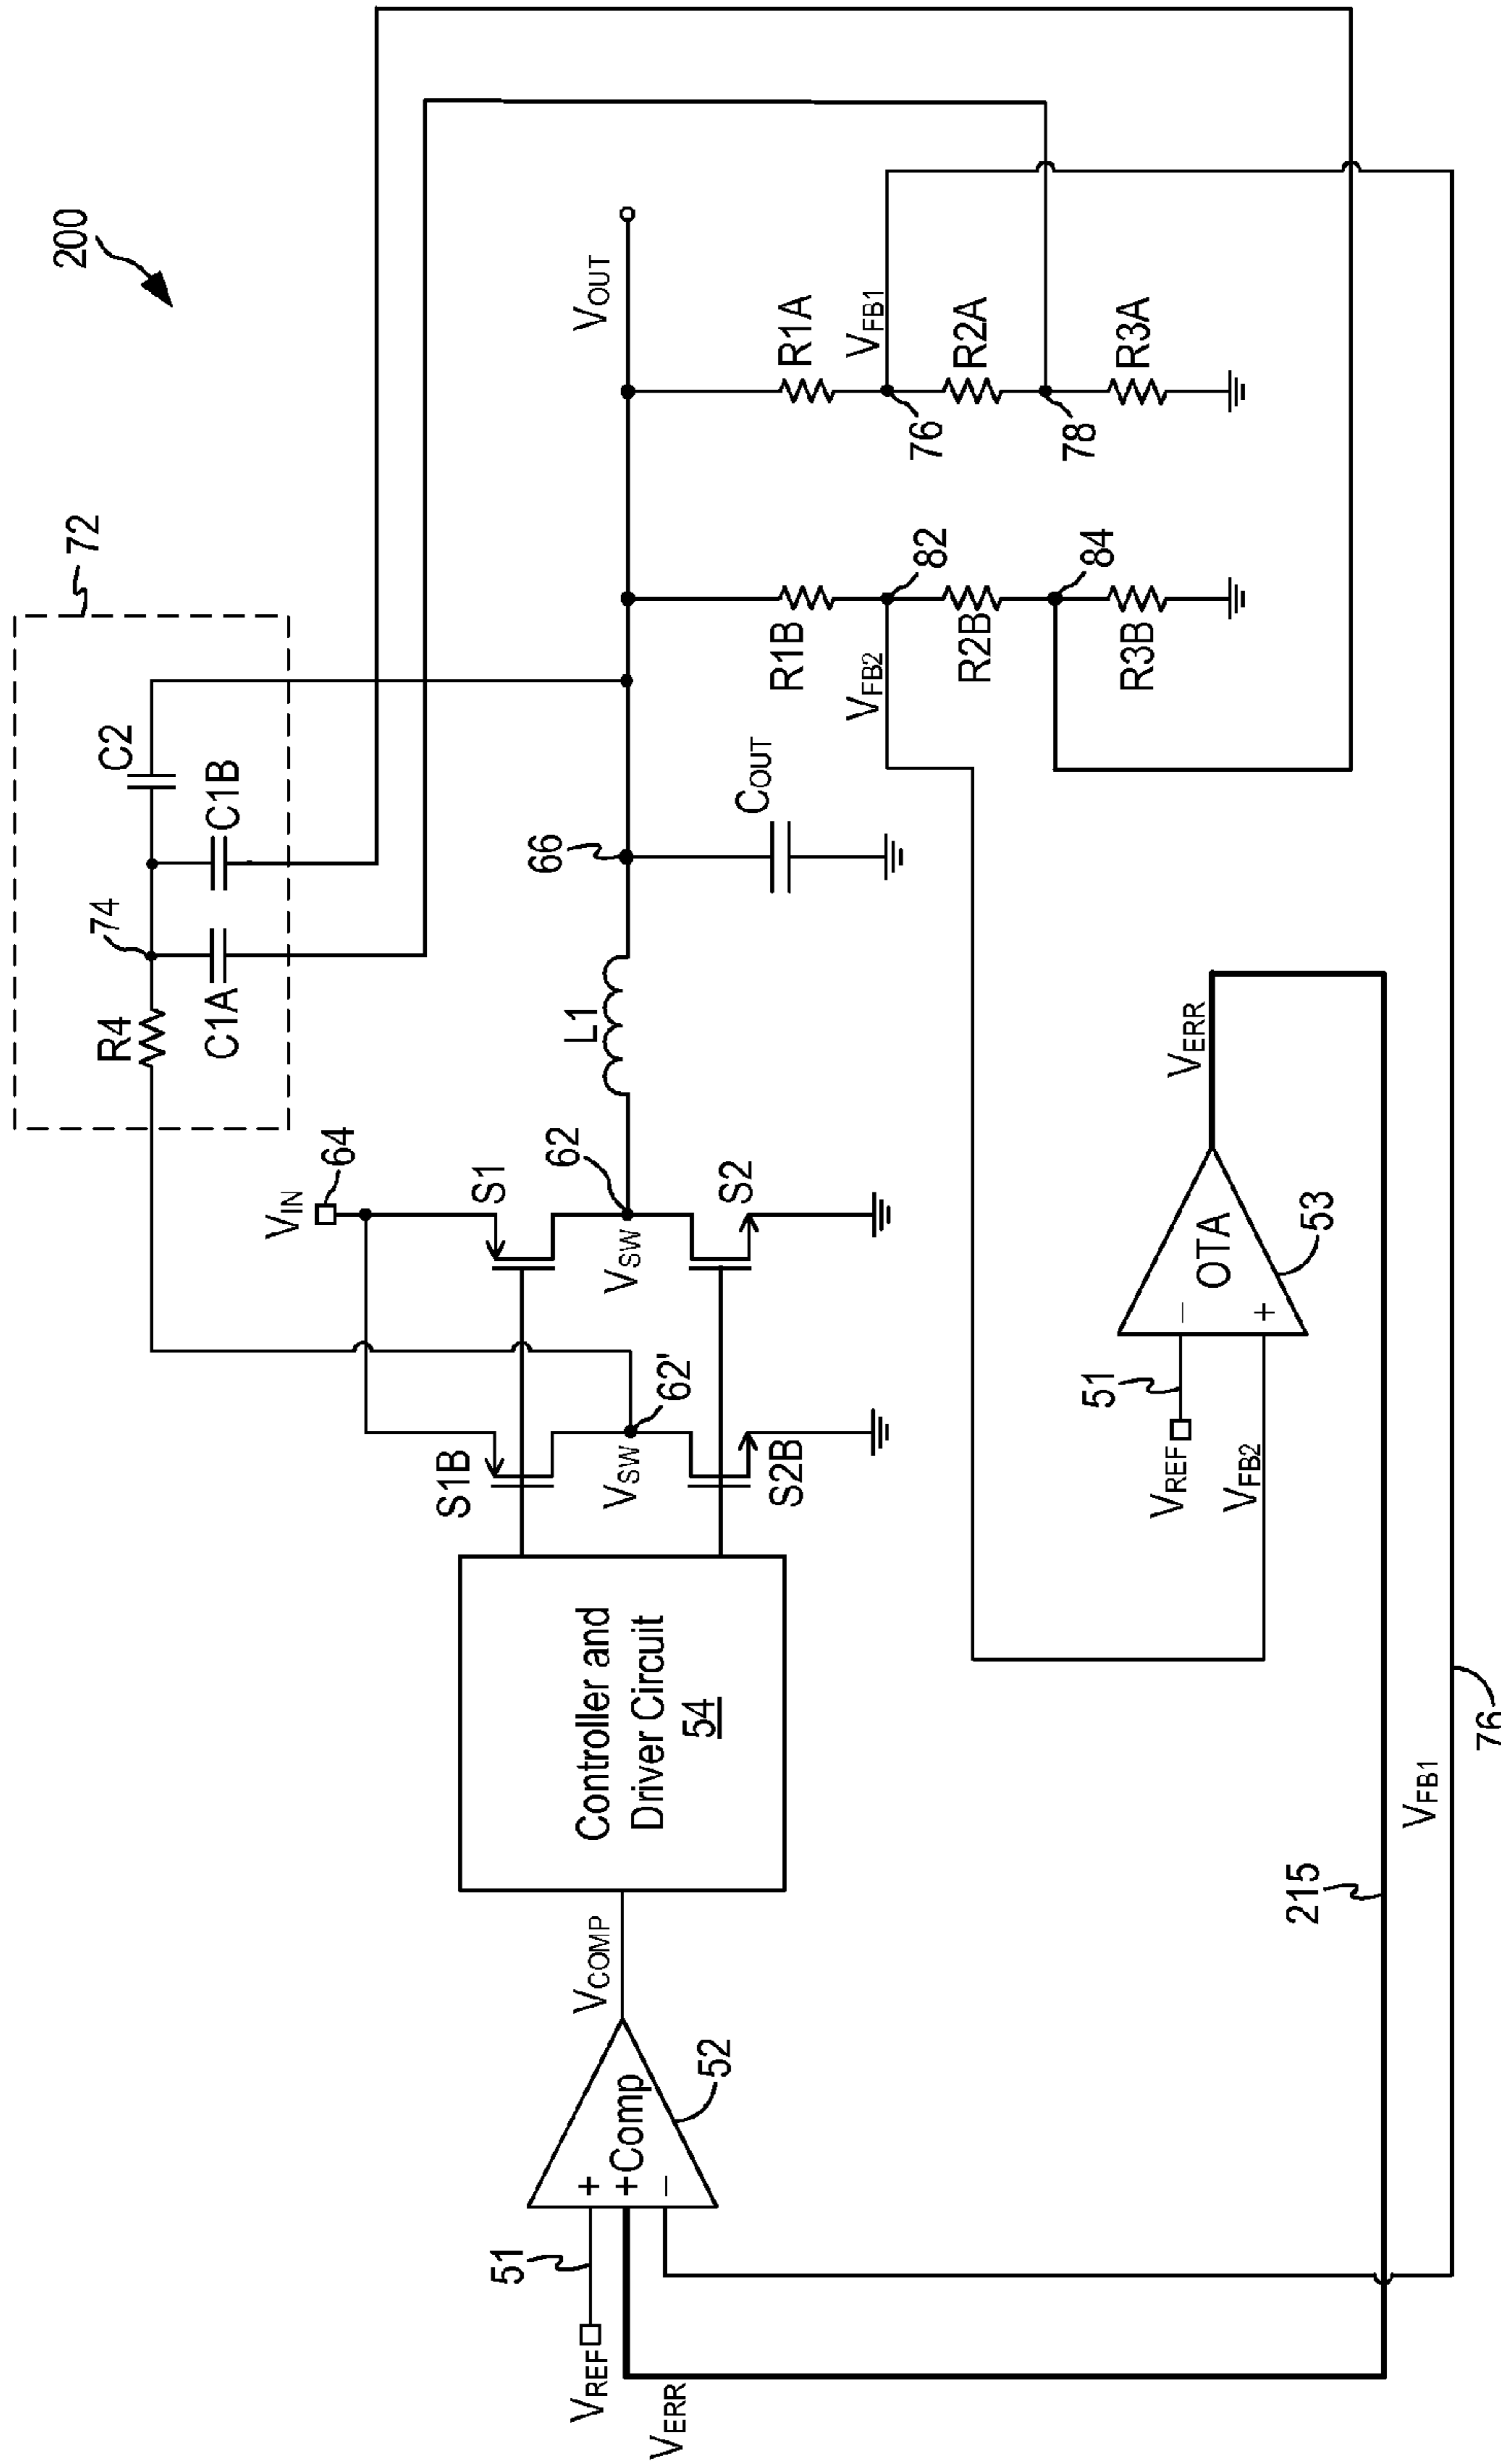 200
72
R4
74
C2
C1A
C1B
VIN
64
S1B
S1
VSW
62'
VSW
62
S2B
S2
L1
66
COUT
VOUT
R1B
VFB2
82
R2B
84
R3B
R1A
VFB1
76
R2A
78
R3A
Controller and
Driver Circuit
54
VCOMP
VREF
51
+
+
−
Comp
52
VERR
VREF
51
VFB2
−
+
OTA
53
VERR
215
VFB1
76